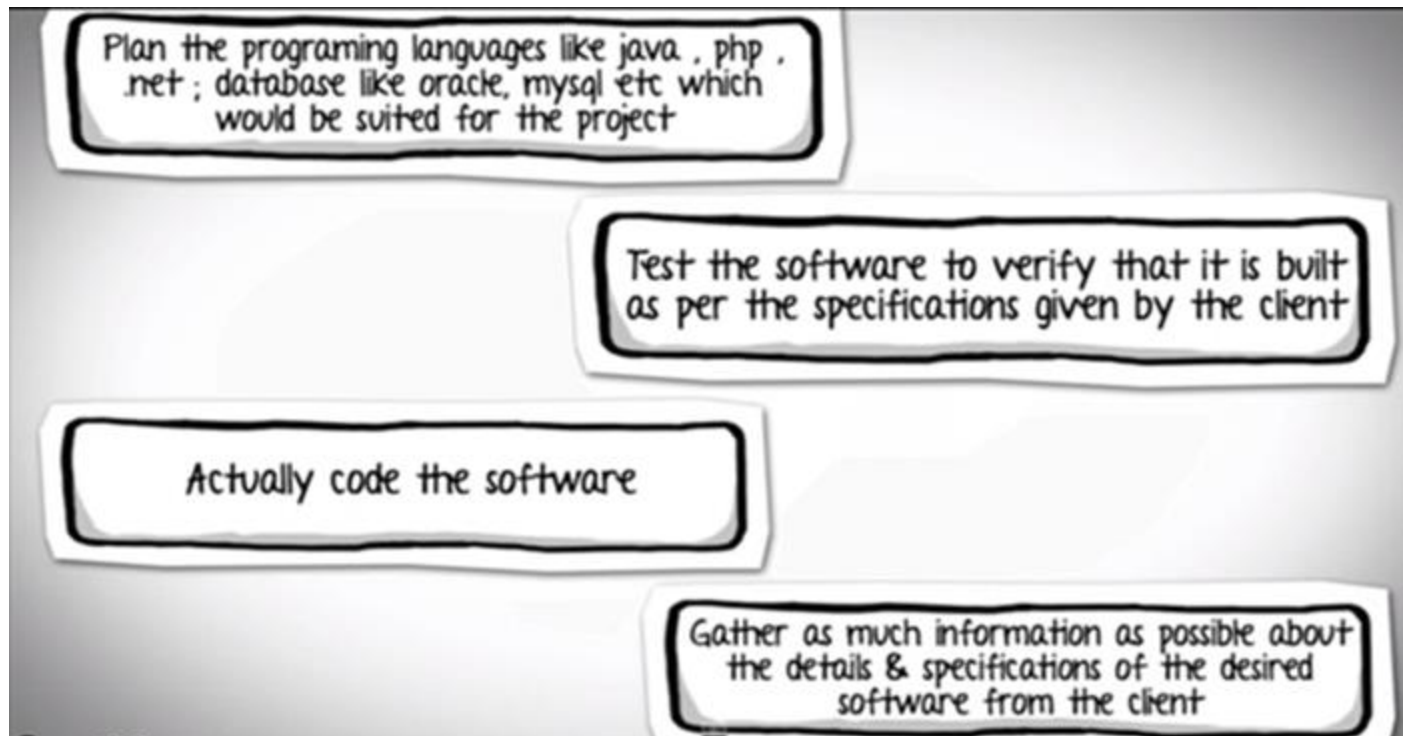 Plan the programing languages like java , php ,
.net ; database like oracle, mysql etc which
would be suited for the project
Test the software to verify that it is built
as per the specifications given by the client
Actually code the software
Gather as much information as possible about
the details & specifications of the desired
software from the client